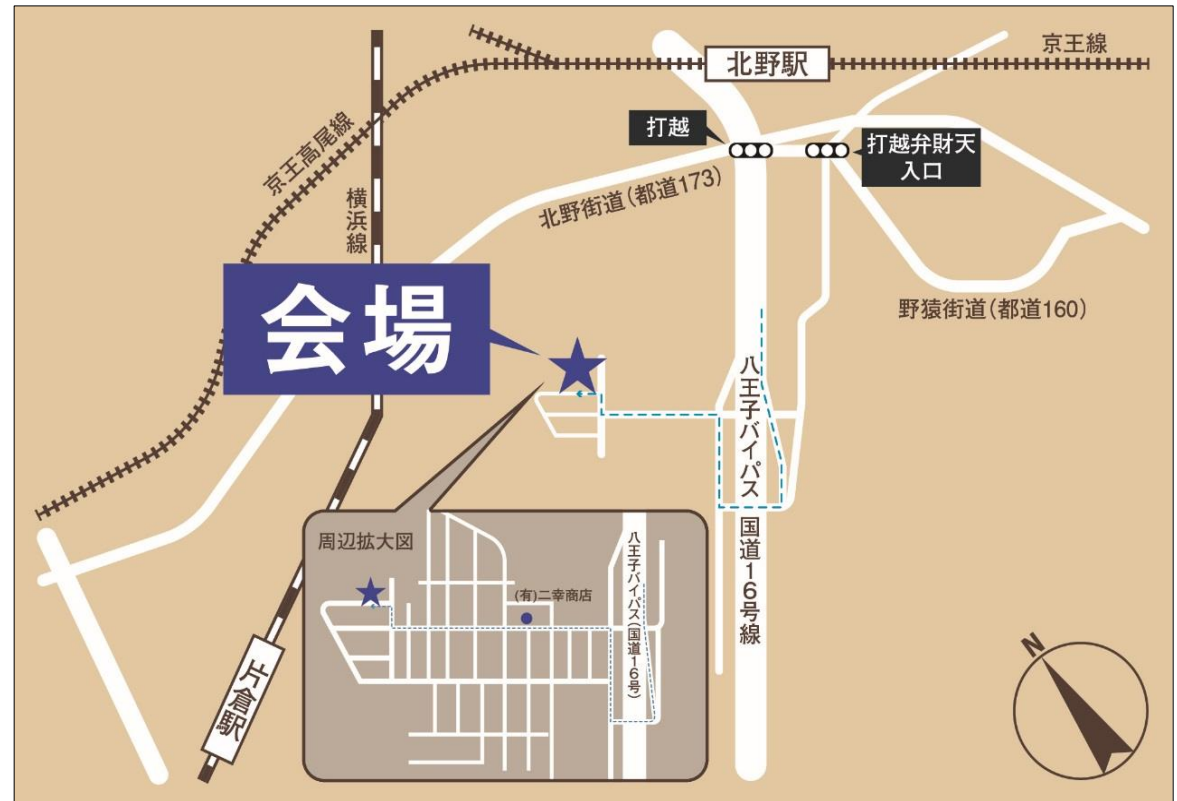 京王線
北野駅
打越
打越弁財天
入口
京王高尾線
横浜線
北野街道(都道173)
野猿街道(都道160)
会場
八王子バイパス 国道16号線
周辺拡大図
(有)二幸商店
八王子バイパス(国道16号)
片倉駅
N